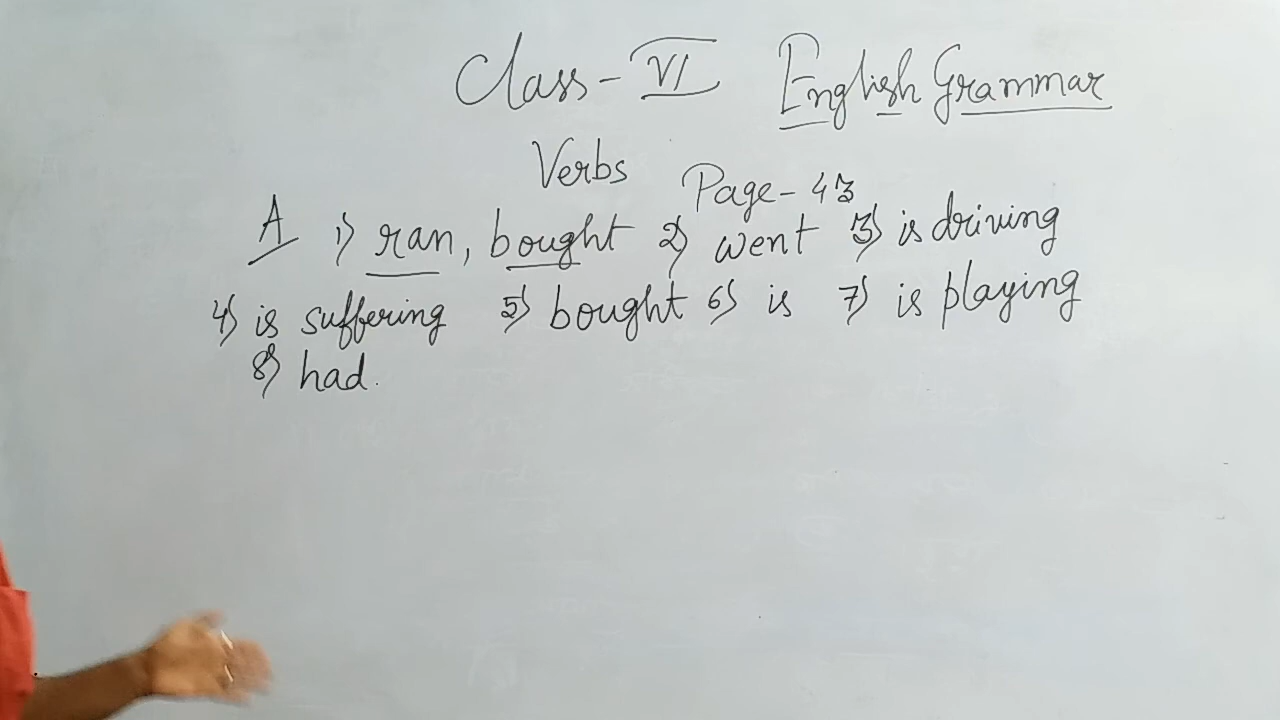 Class - VI English Grammar
Verbs Page - 43
A 1) ran, bought 2) went 3) is driving
4) is suffering 5) bought 6) is 7) is playing
8) had.